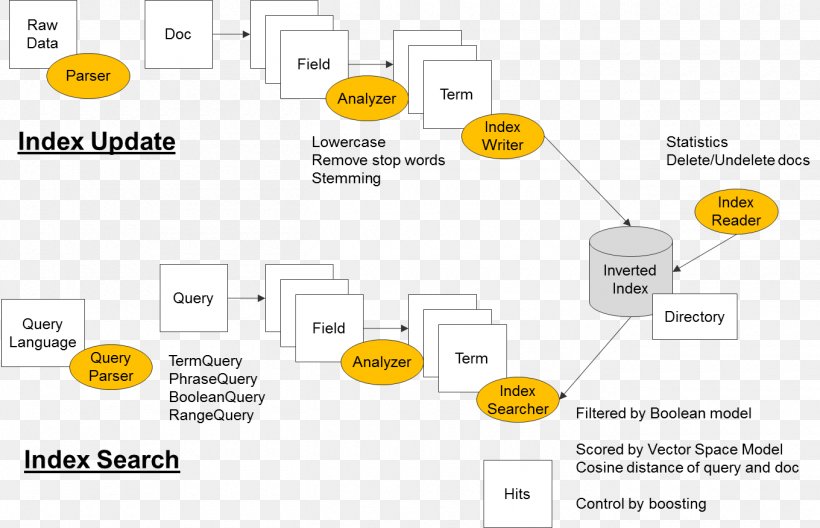 Raw
Data
Parser
Doc
Field
Analyzer
Term
Index
Writer
Index Update
Lowercase
Remove stop words
Stemming
Statistics
Delete/Undelete docs
Index
Reader
Inverted
Index
Directory
Query
Language
Query
Parser
Query
Field
Analyzer
Term
Index
Searcher
TermQuery
PhraseQuery
BooleanQuery
RangeQuery
Index Search
Filtered by Boolean model
Scored by Vector Space Model
Cosine distance of query and doc
Control by boosting
Hits